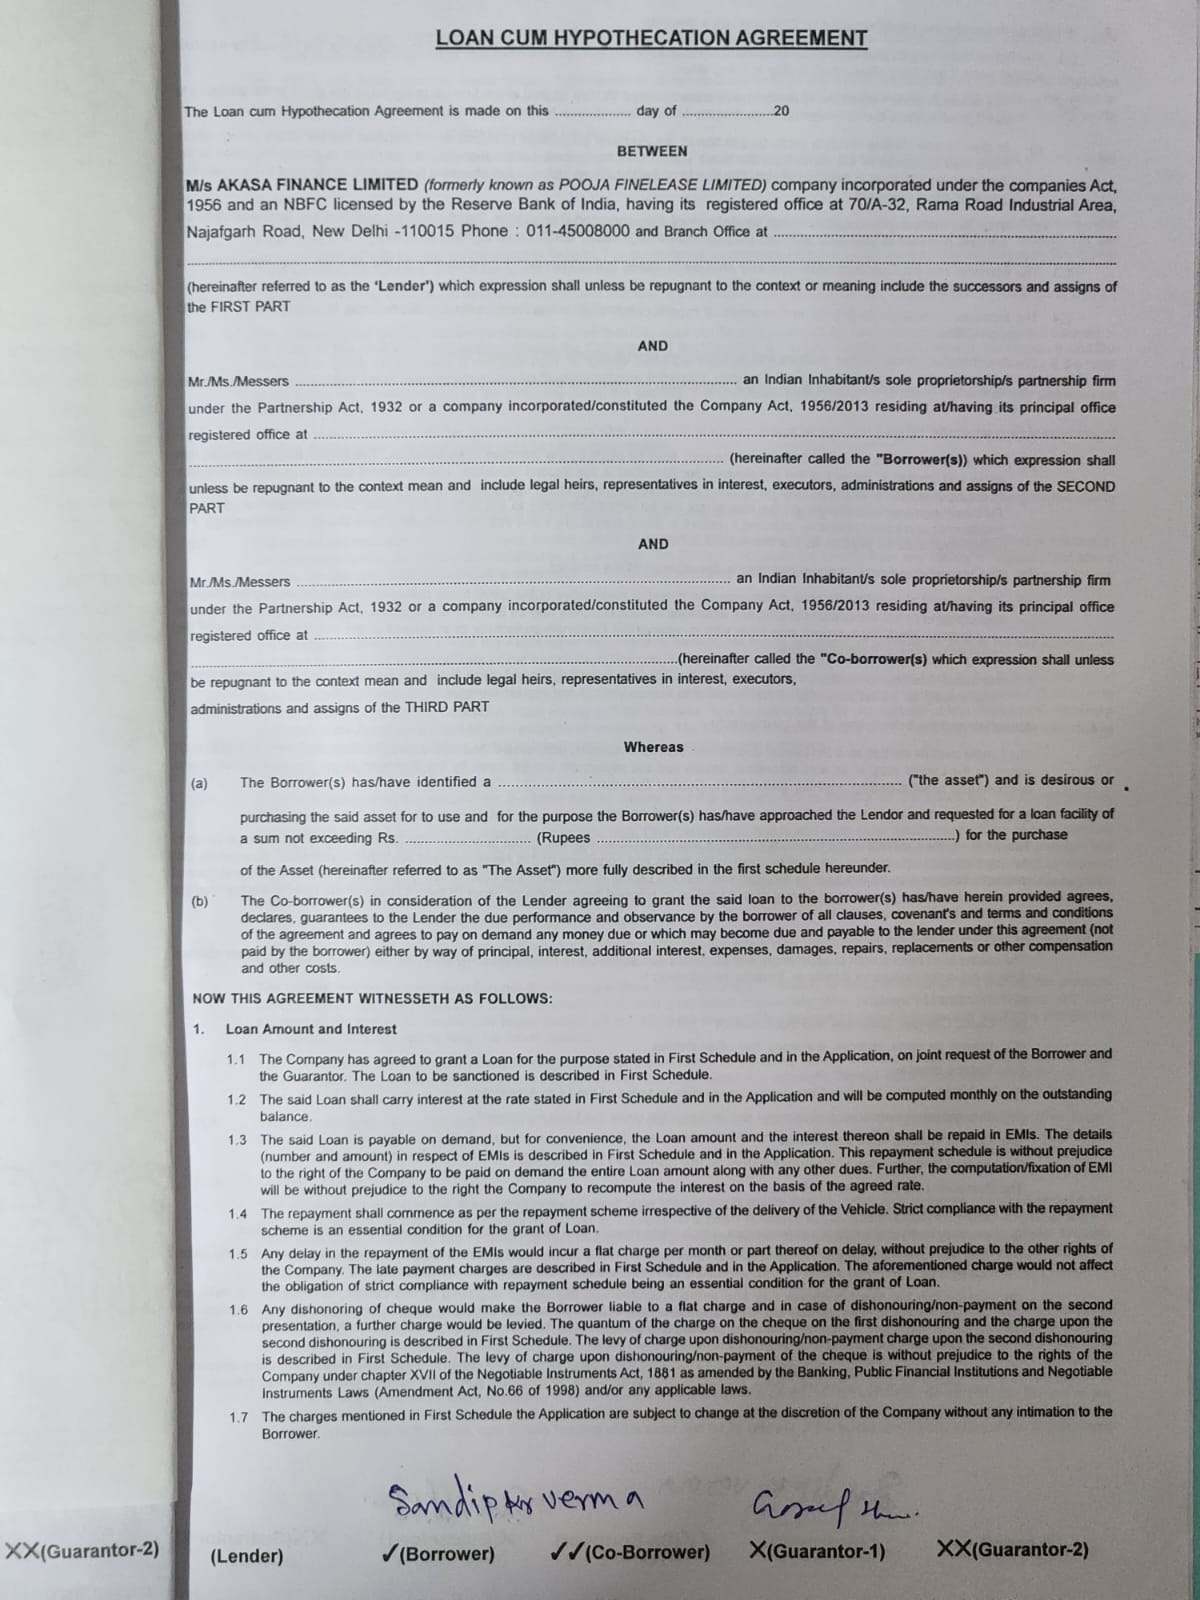 LOAN CUM HYPOTHECATION AGREEMENT
The Loan cum Hypothecation Agreement is made on this .................... day of ........................20
BETWEEN
M/s AKASA FINANCE LIMITED (formerly known as POOJA FINELEASE LIMITED) company incorporated under the companies Act,
1956 and an NBFC licensed by the Reserve Bank of India, having its registered office at 70/A-32, Rama Road Industrial Area,
Najafgarh Road, New Delhi -110015 Phone : 011-45008000 and Branch Office at ....................
(hereinafter referred to as the 'Lender') which expression shall unless be repugnant to the context or meaning include the successors and assigns of
the FIRST PART
AND
Mr./Ms./Messers .................... an Indian Inhabitant/s sole proprietorship/s partnership firm
under the Partnership Act, 1932 or a company incorporated/constituted the Company Act, 1956/2013 residing at/having its principal office
registered office at ....................
.................... (hereinafter called the "Borrower(s)) which expression shall
unless be repugnant to the context mean and include legal heirs, representatives in interest, executors, administrations and assigns of the SECOND
PART
AND
Mr./Ms./Messers .................... an Indian Inhabitant/s sole proprietorship/s partnership firm
under the Partnership Act, 1932 or a company incorporated/constituted the Company Act, 1956/2013 residing at/having its principal office
registered office at ....................
....................(hereinafter called the "Co-borrower(s) which expression shall unless
be repugnant to the context mean and include legal heirs, representatives in interest, executors,
administrations and assigns of the THIRD PART
Whereas
(a) The Borrower(s) has/have identified a .................... ("the asset") and is desirous or
purchasing the said asset for to use and for the purpose the Borrower(s) has/have approached the Lendor and requested for a loan facility of
a sum not exceeding Rs. .................... (Rupees ....................) for the purchase
of the Asset (hereinafter referred to as "The Asset") more fully described in the first schedule hereunder.
(b) The Co-borrower(s) in consideration of the Lender agreeing to grant the said loan to the borrower(s) has/have herein provided agrees,
declares, guarantees to the Lender the due performance and observance by the borrower of all clauses, covenant's and terms and conditions
of the agreement and agrees to pay on demand any money due or which may become due and payable to the lender under this agreement (not
paid by the borrower) either by way of principal, interest, additional interest, expenses, damages, repairs, replacements or other compensation
and other costs.
NOW THIS AGREEMENT WITNESSETH AS FOLLOWS:
1. Loan Amount and Interest
1.1 The Company has agreed to grant a Loan for the purpose stated in First Schedule and in the Application, on joint request of the Borrower and
the Guarantor. The Loan to be sanctioned is described in First Schedule.
1.2 The said Loan shall carry interest at the rate stated in First Schedule and in the Application and will be computed monthly on the outstanding
balance.
1.3 The said Loan is payable on demand, but for convenience, the Loan amount and the interest thereon shall be repaid in EMIs. The details
(number and amount) in respect of EMIs is described in First Schedule and in the Application. This repayment schedule is without prejudice
to the right of the Company to be paid on demand the entire Loan amount along with any other dues. Further, the computation/fixation of EMI
will be without prejudice to the right the Company to recompute the interest on the basis of the agreed rate.
1.4 The repayment shall commence as per the repayment scheme irrespective of the delivery of the Vehicle. Strict compliance with the repayment
scheme is an essential condition for the grant of Loan.
1.5 Any delay in the repayment of the EMIs would incur a flat charge per month or part thereof on delay, without prejudice to the other rights of
the Company. The late payment charges are described in First Schedule and in the Application. The aforementioned charge would not affect
the obligation of strict compliance with repayment schedule being an essential condition for the grant of Loan.
1.6 Any dishonoring of cheque would make the Borrower liable to a flat charge and in case of dishonouring/non-payment on the second
presentation, a further charge would be levied. The quantum of the charge on the cheque on the first dishonouring and the charge upon the
second dishonouring is described in First Schedule. The levy of charge upon dishonouring/non-payment charge upon the second dishonouring
is described in First Schedule. The levy of charge upon dishonouring/non-payment of the cheque is without prejudice to the rights of the
Company under chapter XVII of the Negotiable Instruments Act, 1881 as amended by the Banking, Public Financial Institutions and Negotiable
Instruments Laws (Amendment Act, No.66 of 1998) and/or any applicable laws.
1.7 The charges mentioned in First Schedule the Application are subject to change at the discretion of the Company without any intimation to the
Borrower.
Sandip kr verma
XX(Guarantor-2) (Lender) ✓(Borrower) ✓✓(Co-Borrower) X(Guarantor-1) XX(Guarantor-2)